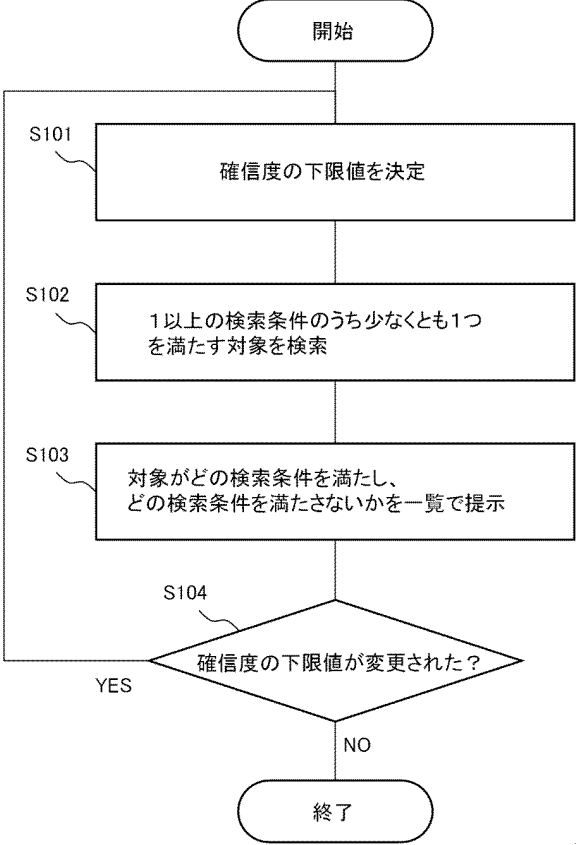 開始
S101
確信度の下限値を決定
S102
１以上の検索条件のうち少なくとも１つ
を満たす対象を検索
S103
対象がどの検索条件を満たし、
どの検索条件を満たさないかを一覧で提示
S104
確信度の下限値が変更された？
YES
NO
終了